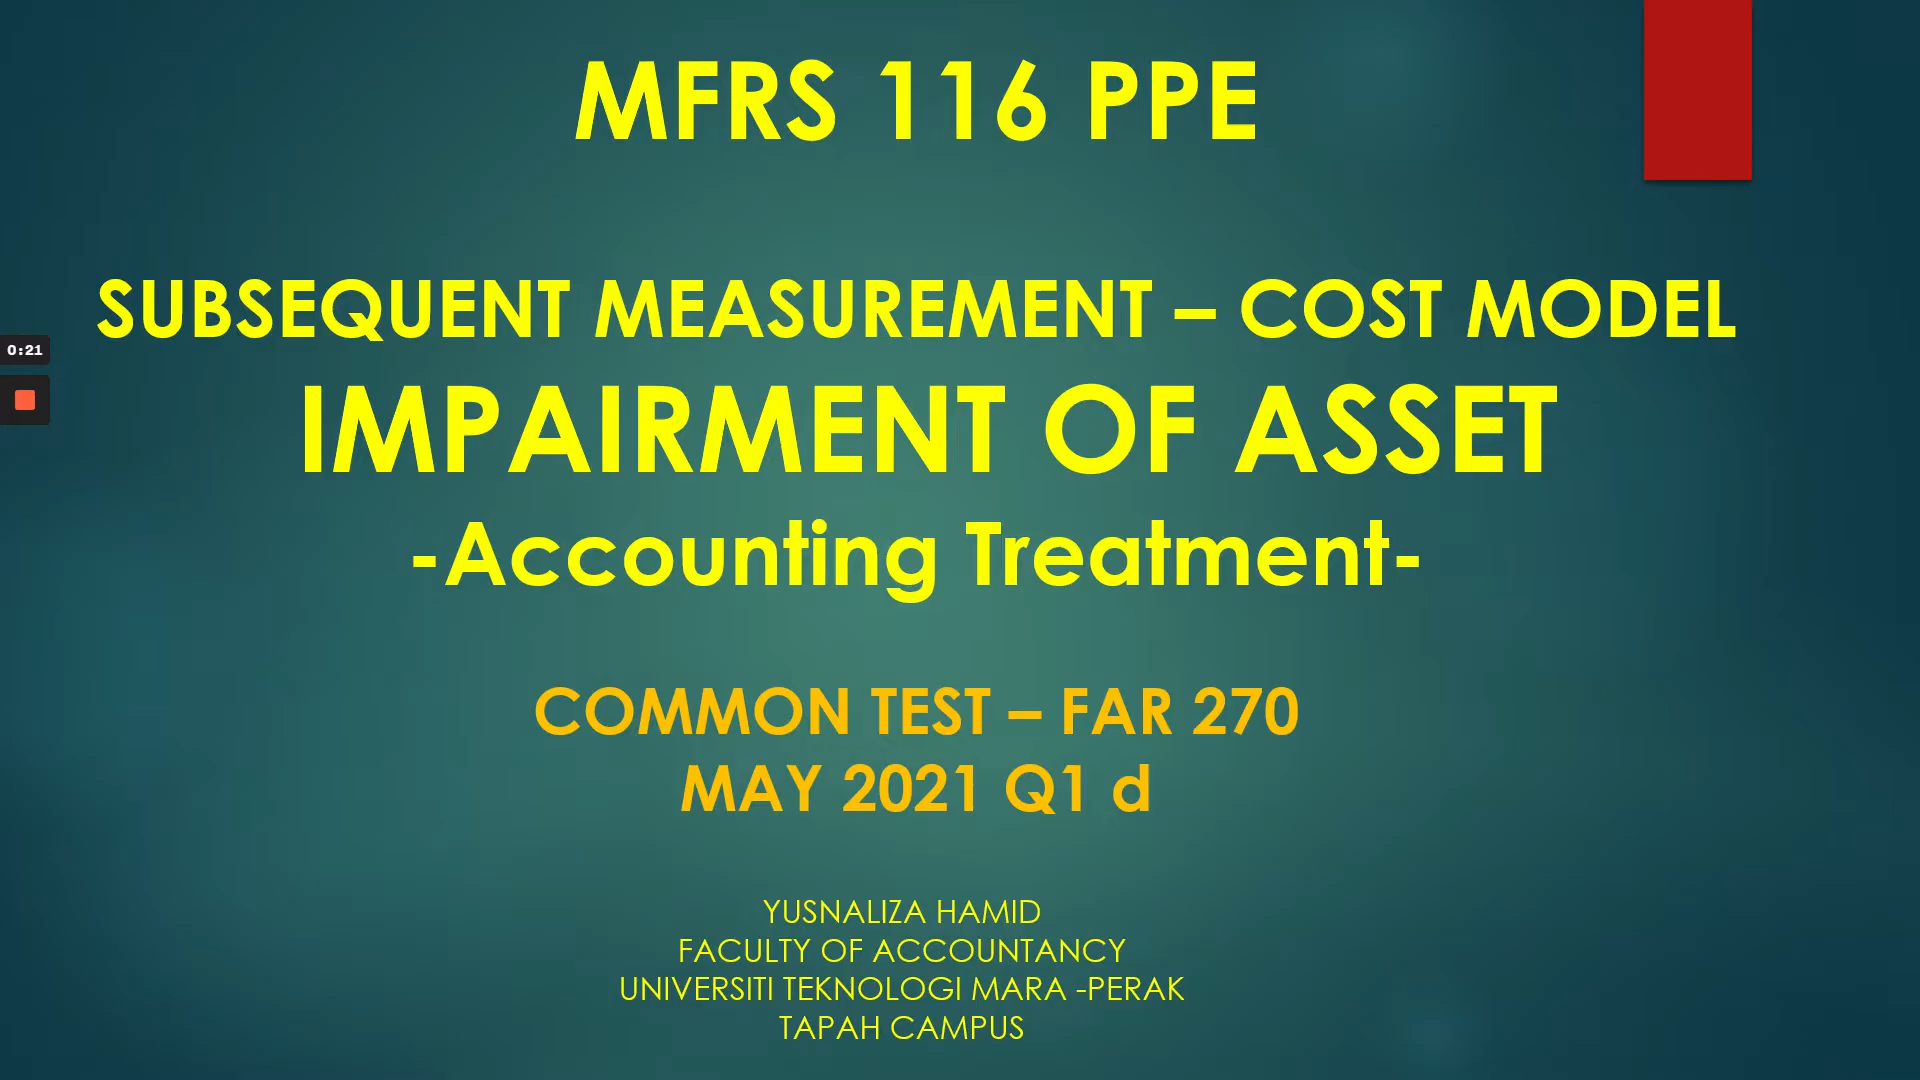 MFRS 116 PPE
SUBSEQUENT MEASUREMENT – COST MODEL
0:21
IMPAIRMENT OF ASSET
-Accounting Treatment-
COMMON TEST – FAR 270
MAY 2021 Q1 d
YUSNALIZA HAMID
FACULTY OF ACCOUNTANCY
UNIVERSITI TEKNOLOGI MARA -PERAK
TAPAH CAMPUS